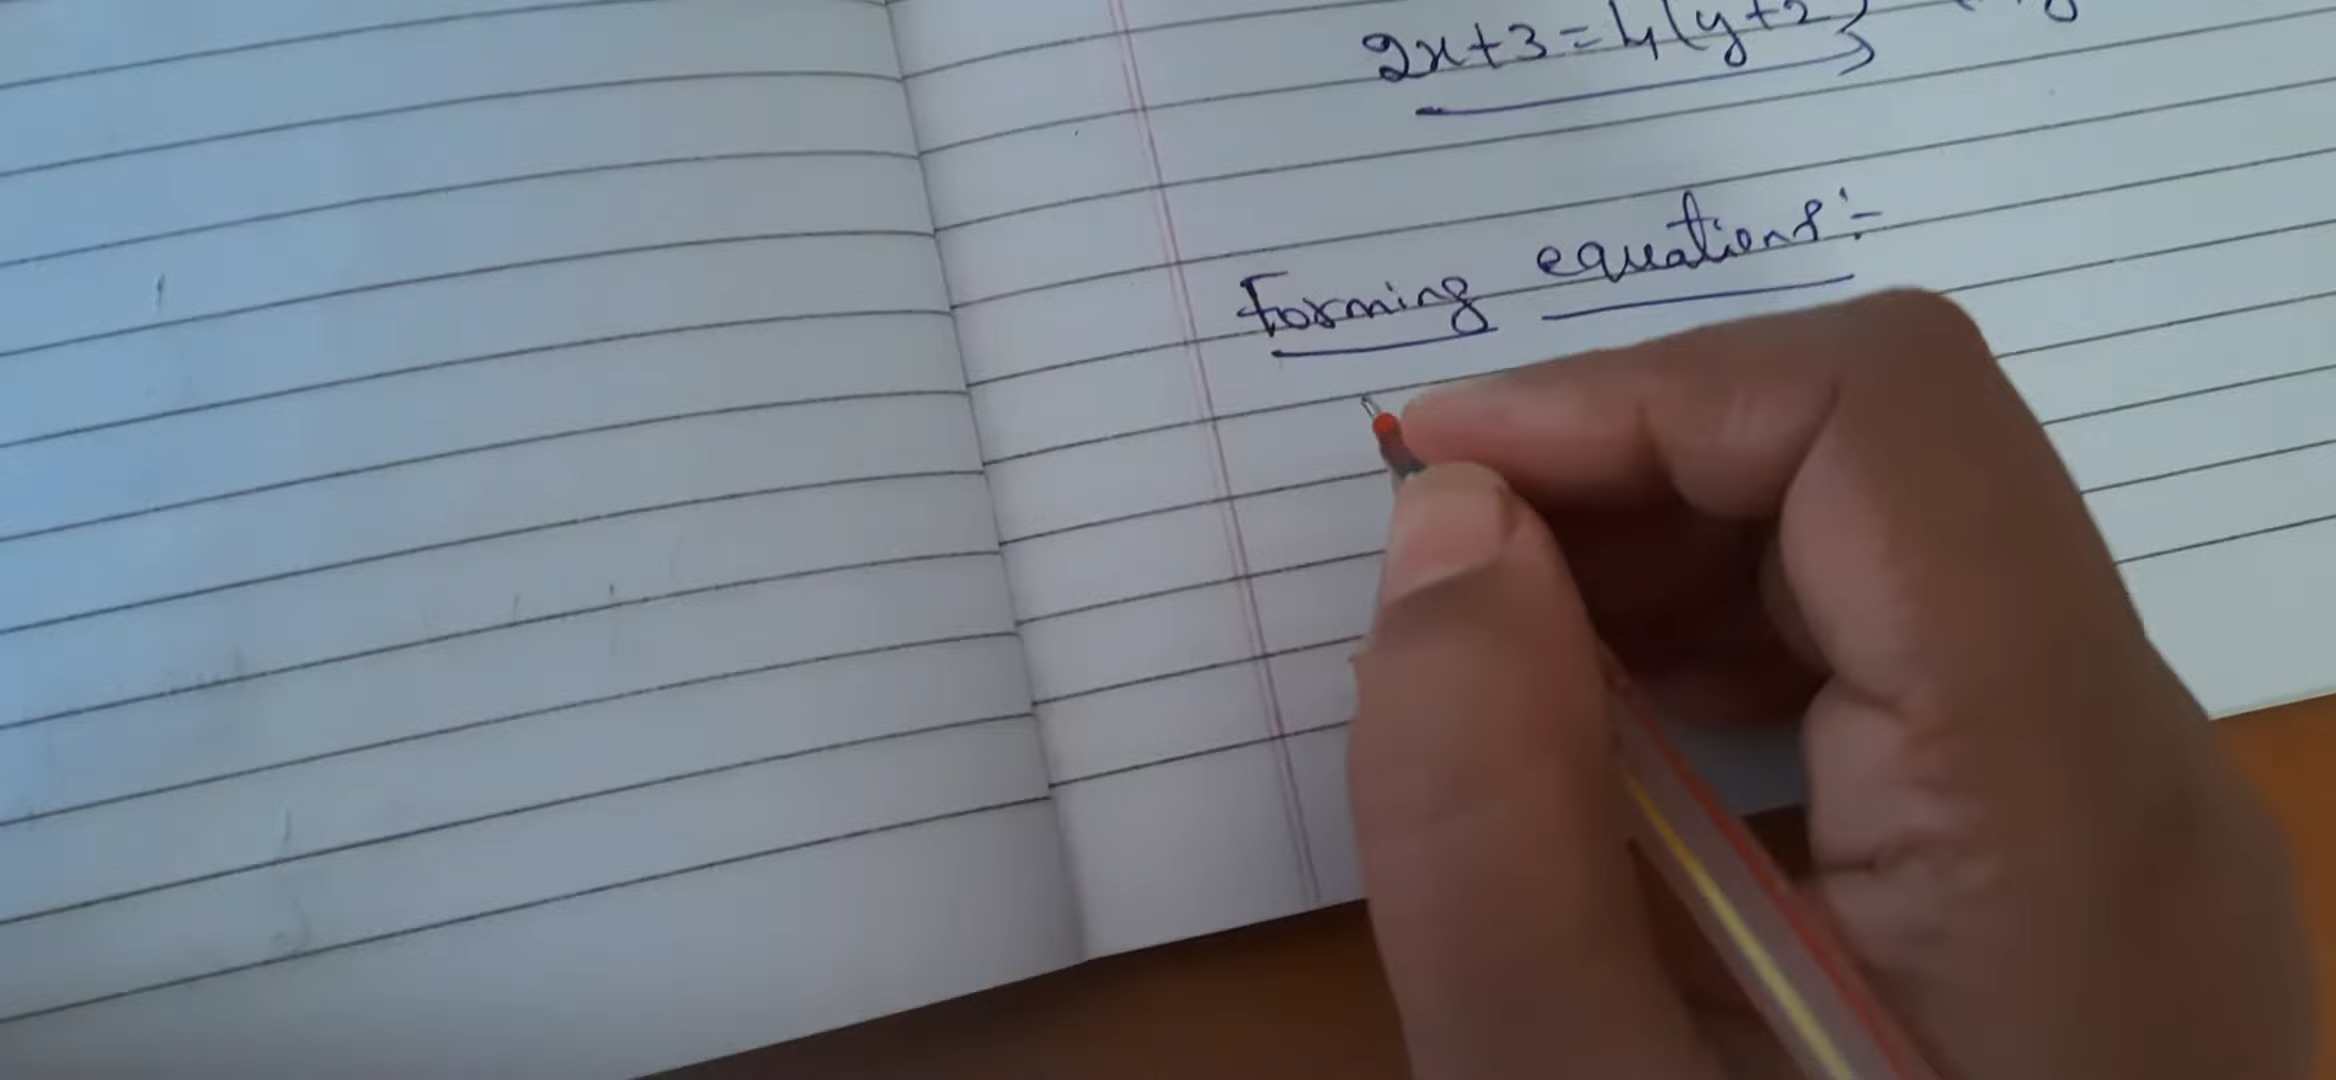 2x+3=4(y+2)
Forming equations:-